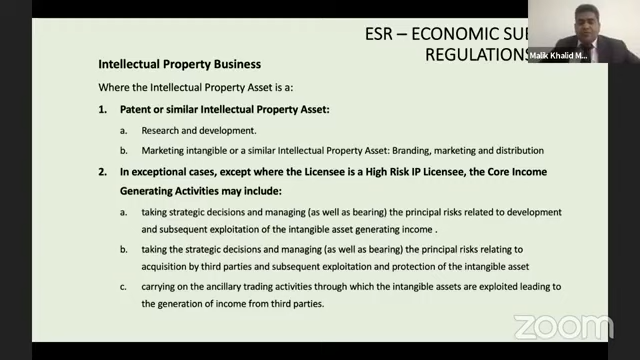 ESR – ECONOMIC SU
REGULATIONS
Malik Khalid M...
Intellectual Property Business
Where the Intellectual Property Asset is a:
1. Patent or similar Intellectual Property Asset:
a. Research and development.
b. Marketing intangible or a similar Intellectual Property Asset: Branding, marketing and distribution
2. In exceptional cases, except where the Licensee is a High Risk IP Licensee, the Core Income
Generating Activities may include:
a. taking strategic decisions and managing (as well as bearing) the principal risks related to development
and subsequent exploitation of the intangible asset generating income .
b. taking the strategic decisions and managing (as well as bearing) the principal risks relating to
acquisition by third parties and subsequent exploitation and protection of the intangible asset
c. carrying on the ancillary trading activities through which the intangible assets are exploited leading to
the generation of income from third parties.
zoom